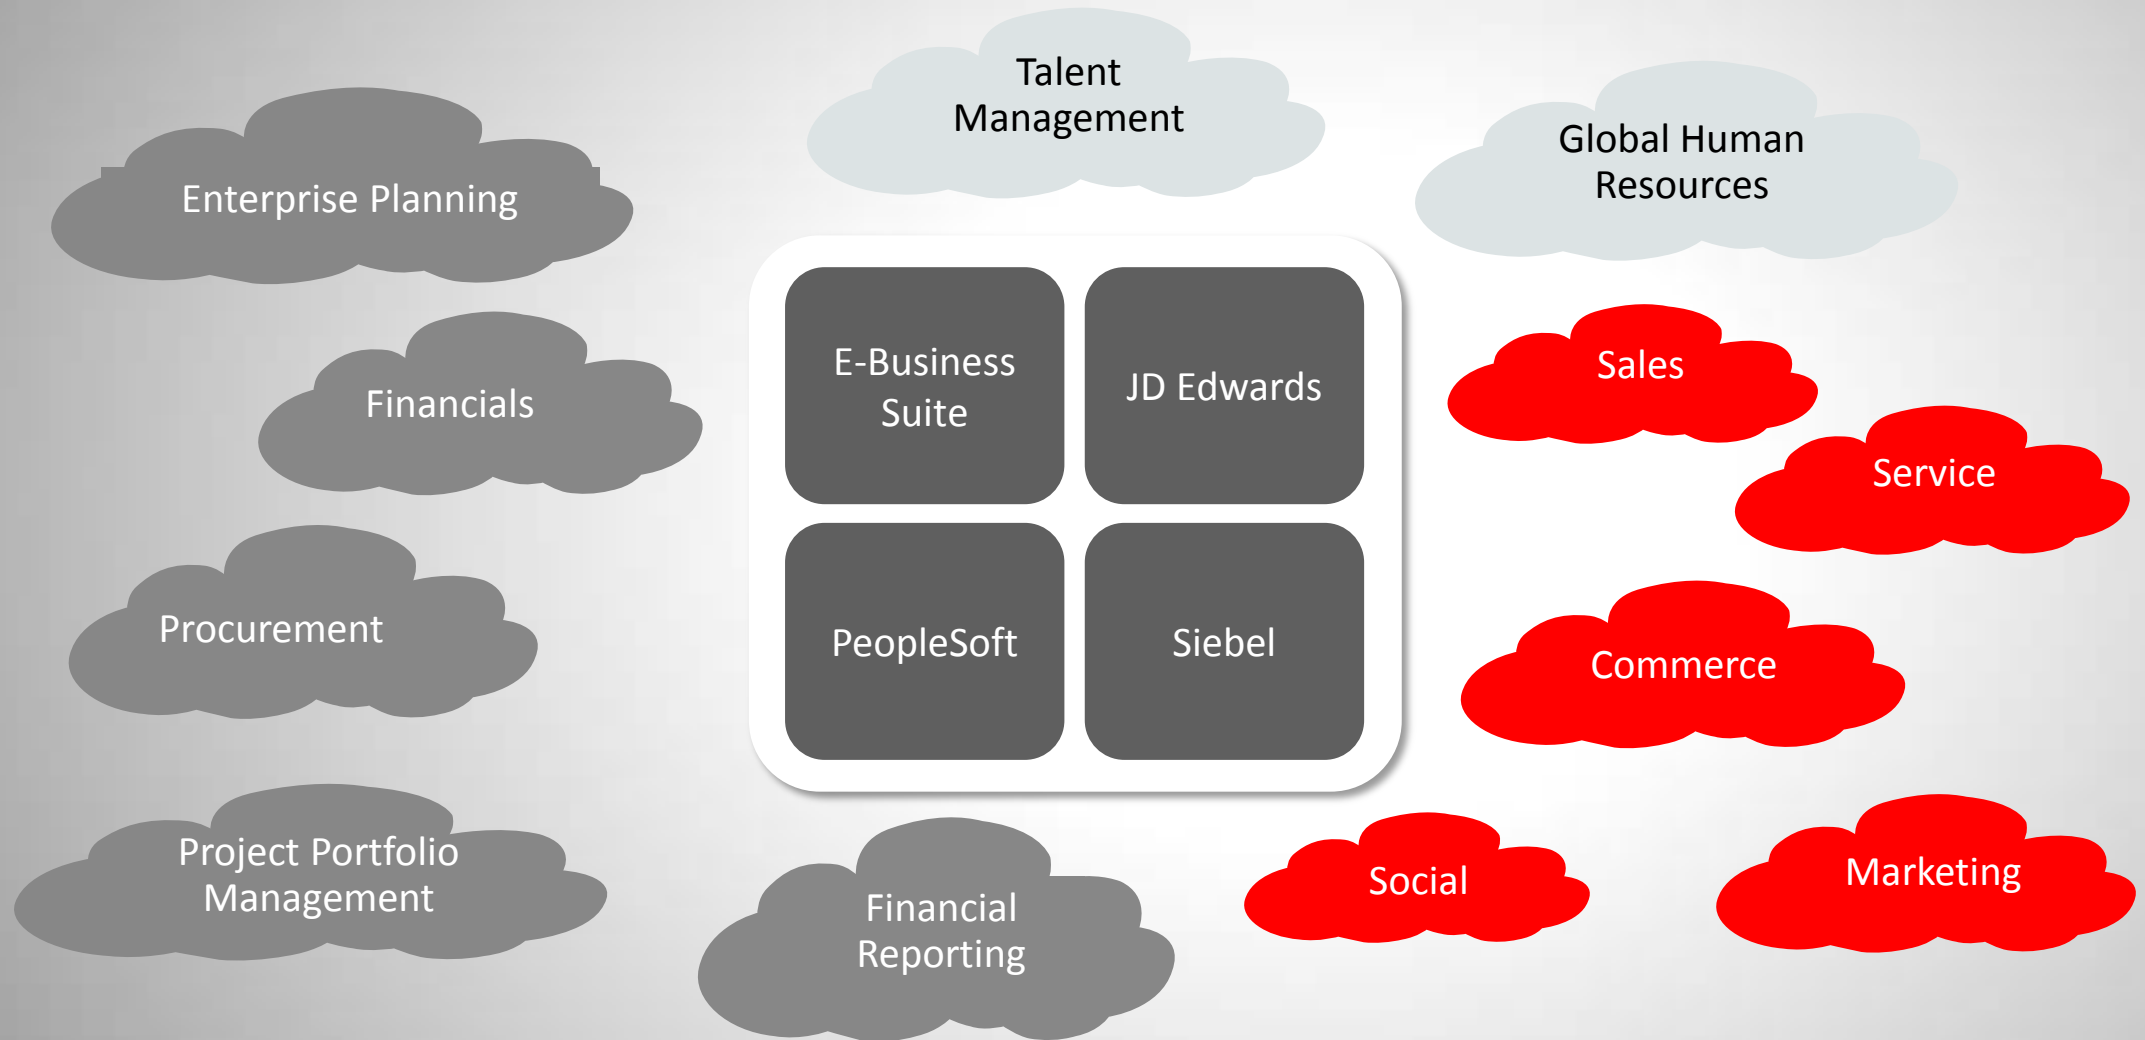 Talent
Management
Global Human
Resources
Enterprise Planning
Financials
Procurement
Project Portfolio
Management
E-Business
Suite
JD Edwards
PeopleSoft
Siebel
Sales
Service
Commerce
Financial
Reporting
Social
Marketing